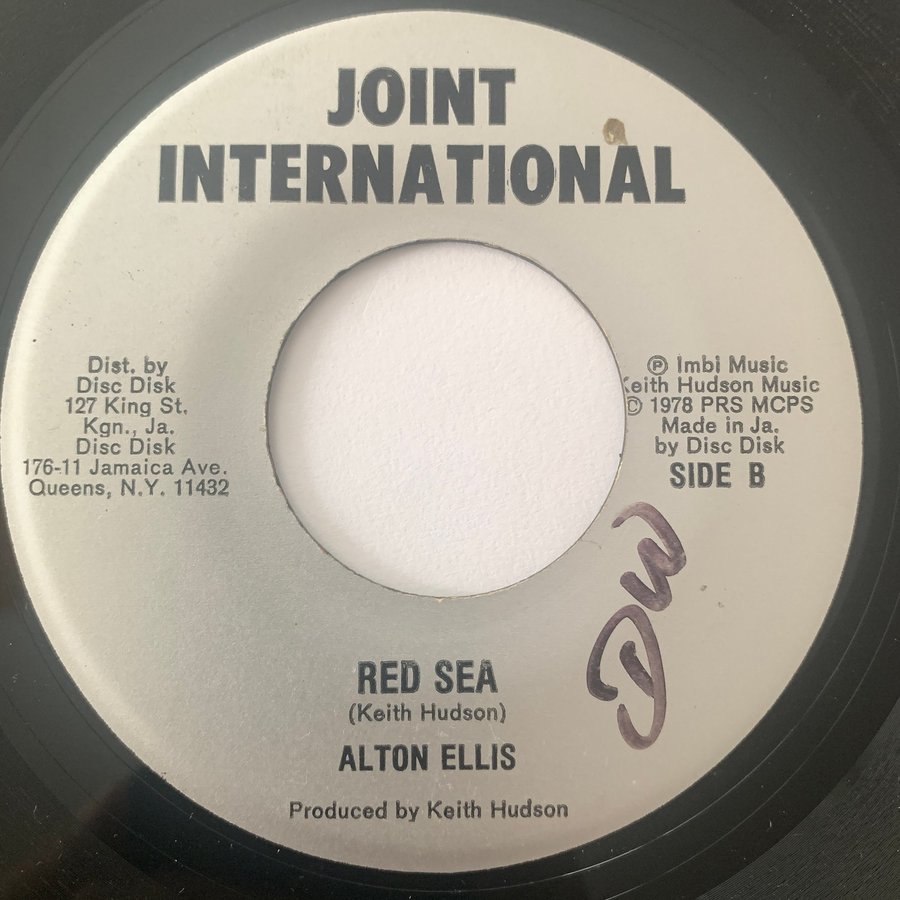 JOINT
INTERNATIONAL
Dist. by
Disc Disk
127 King St.
Kgn., Ja.
Disc Disk
176-11 Jamaica Ave.
Queens, N.Y. 11432
℗ Imbi Music
Keith Hudson Music
© 1978 PRS MCPS
Made in Ja.
by Disc Disk
SIDE B
DW
RED SEA
(Keith Hudson)
ALTON ELLIS
Produced by Keith Hudson